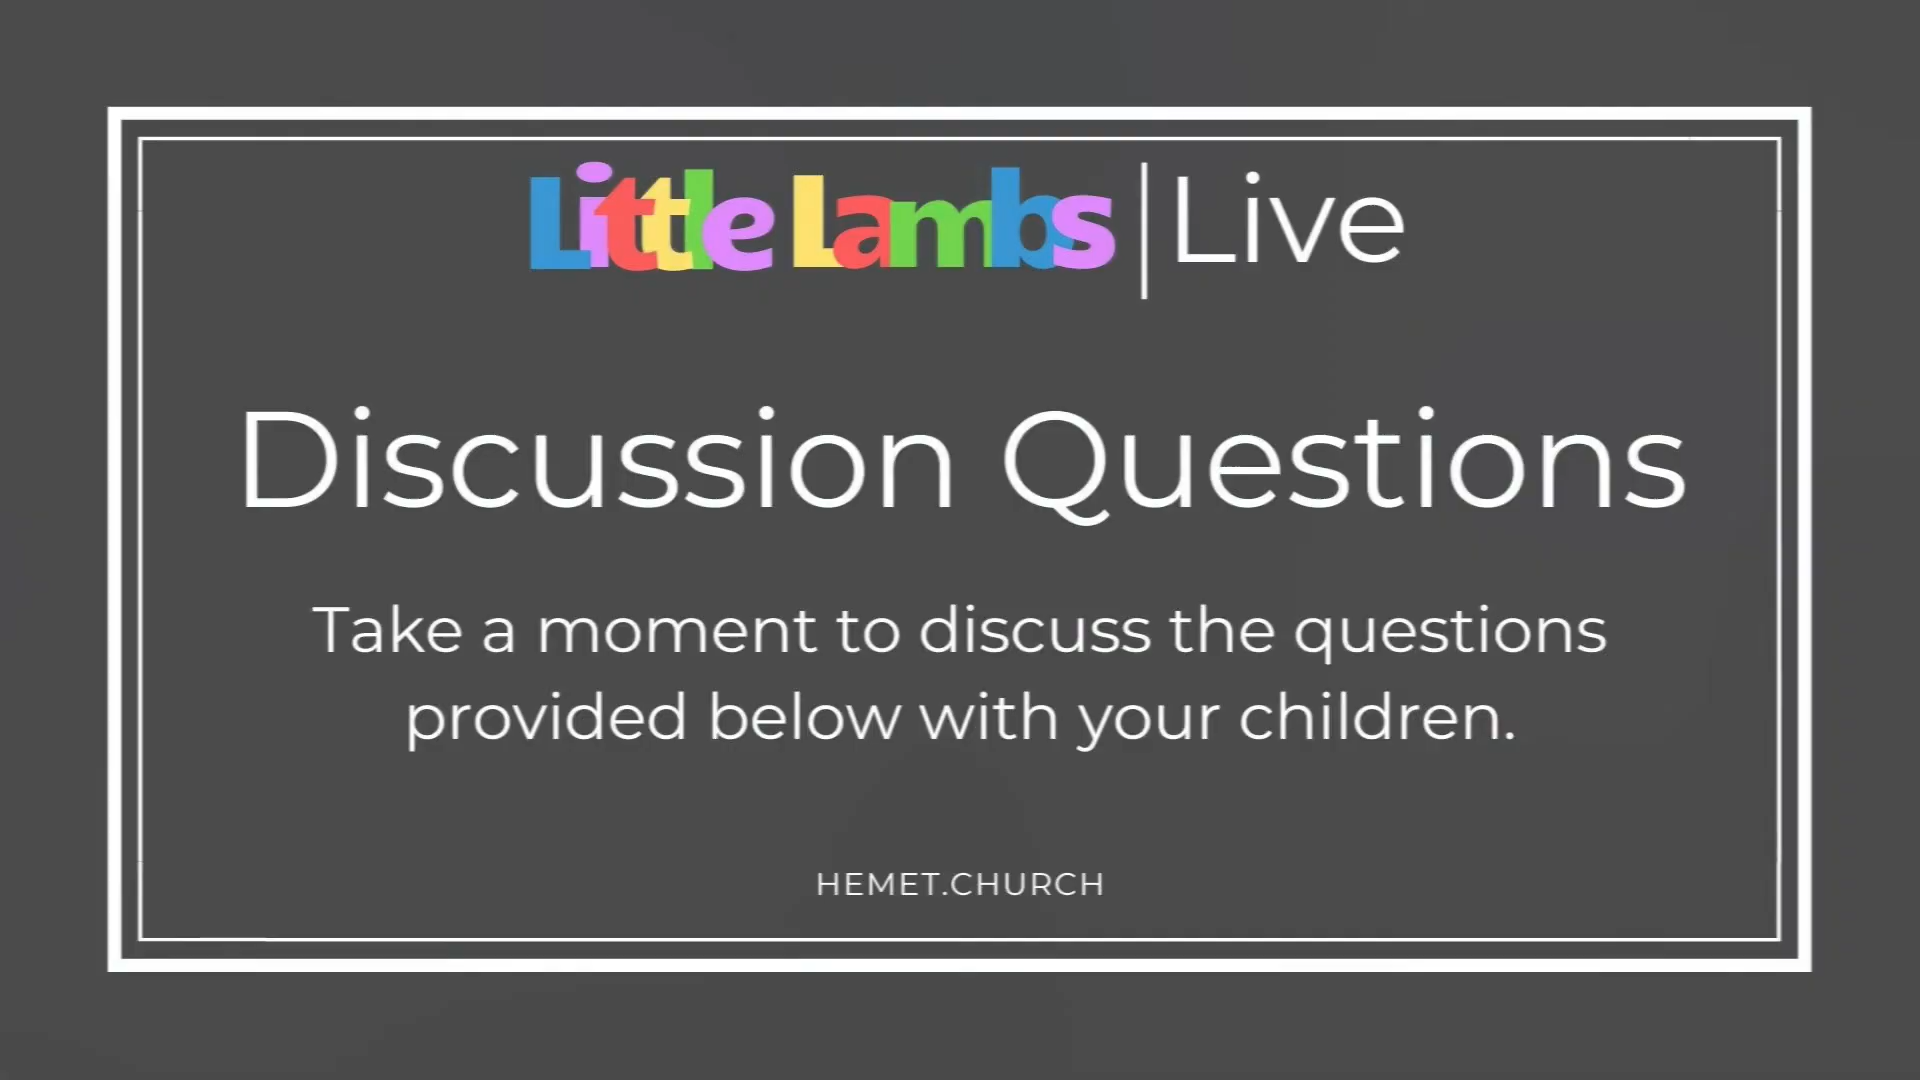 Little Lambs | Live
Discussion Questions
Take a moment to discuss the questions
provided below with your children.
HEMET.CHURCH